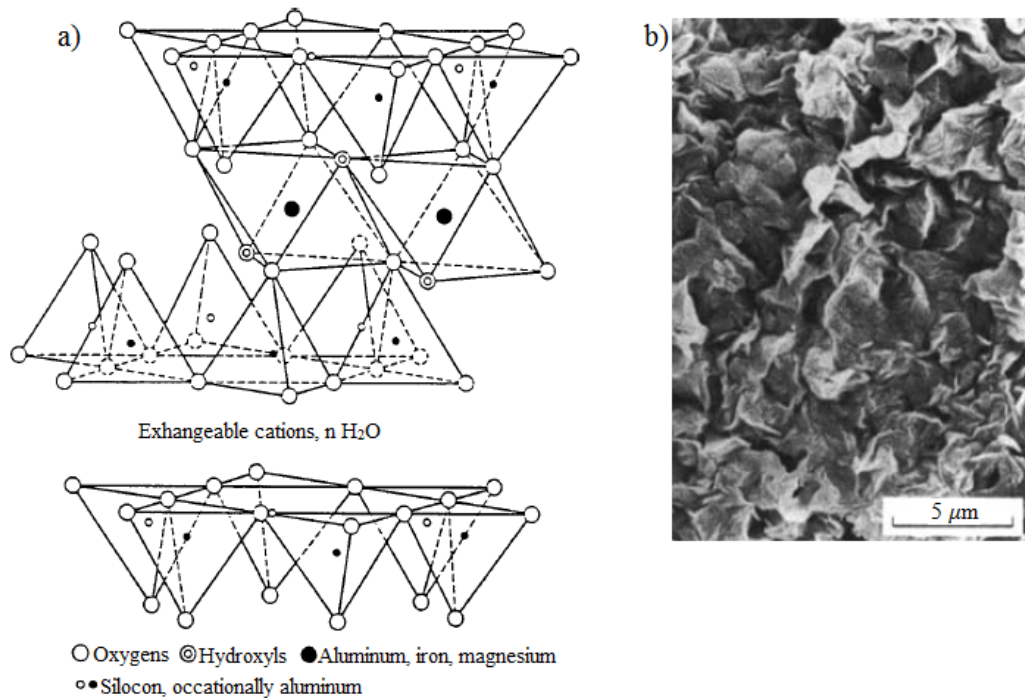 a)
b)
Exhangeable cations, n H₂O
5 μm
Oxygens Hydroxyls Aluminum, iron, magnesium
Silocon, occationally aluminum